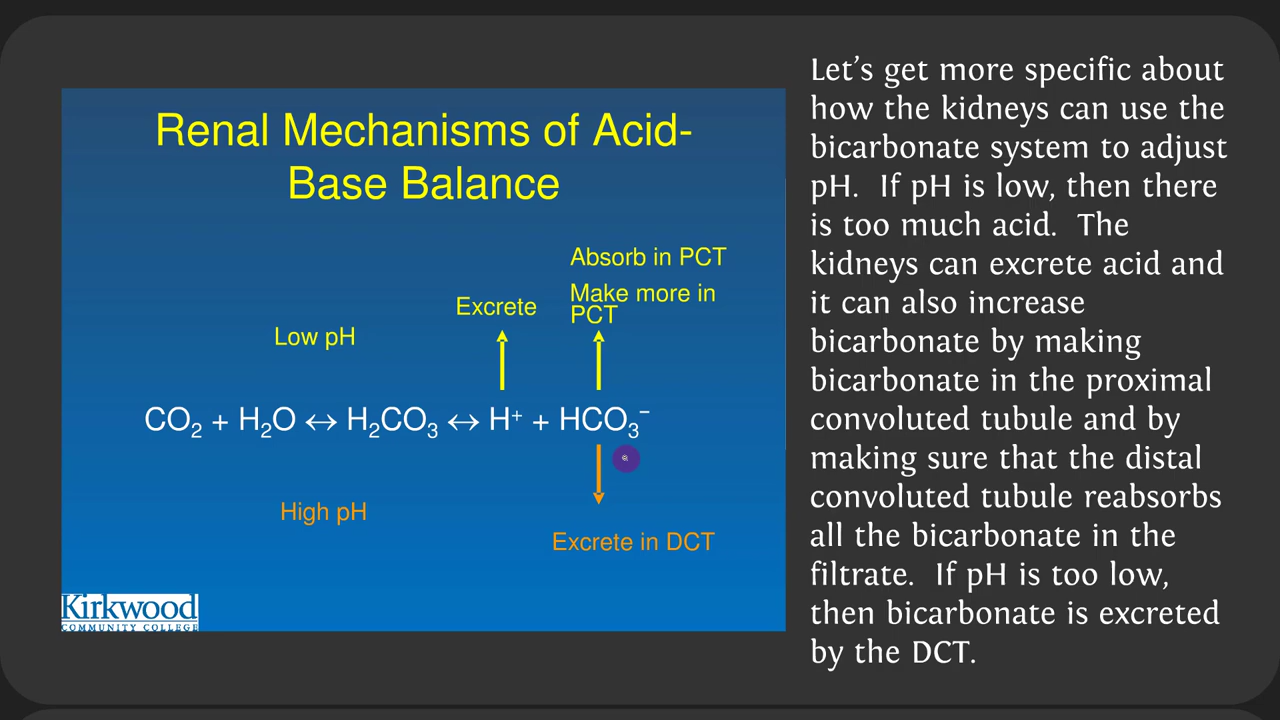 Renal Mechanisms of Acid-
Base Balance
Absorb in PCT
Make more in
PCT
Excrete
Low pH
CO₂ + H₂O ↔ H₂CO₃ ↔ H⁺ + HCO₃⁻
High pH
Excrete in DCT
Kirkwood
COMMUNITY COLLEGE
Let's get more specific about
how the kidneys can use the
bicarbonate system to adjust
pH. If pH is low, then there
is too much acid. The
kidneys can excrete acid and
it can also increase
bicarbonate by making
bicarbonate in the proximal
convoluted tubule and by
making sure that the distal
convoluted tubule reabsorbs
all the bicarbonate in the
filtrate. If pH is too low,
then bicarbonate is excreted
by the DCT.